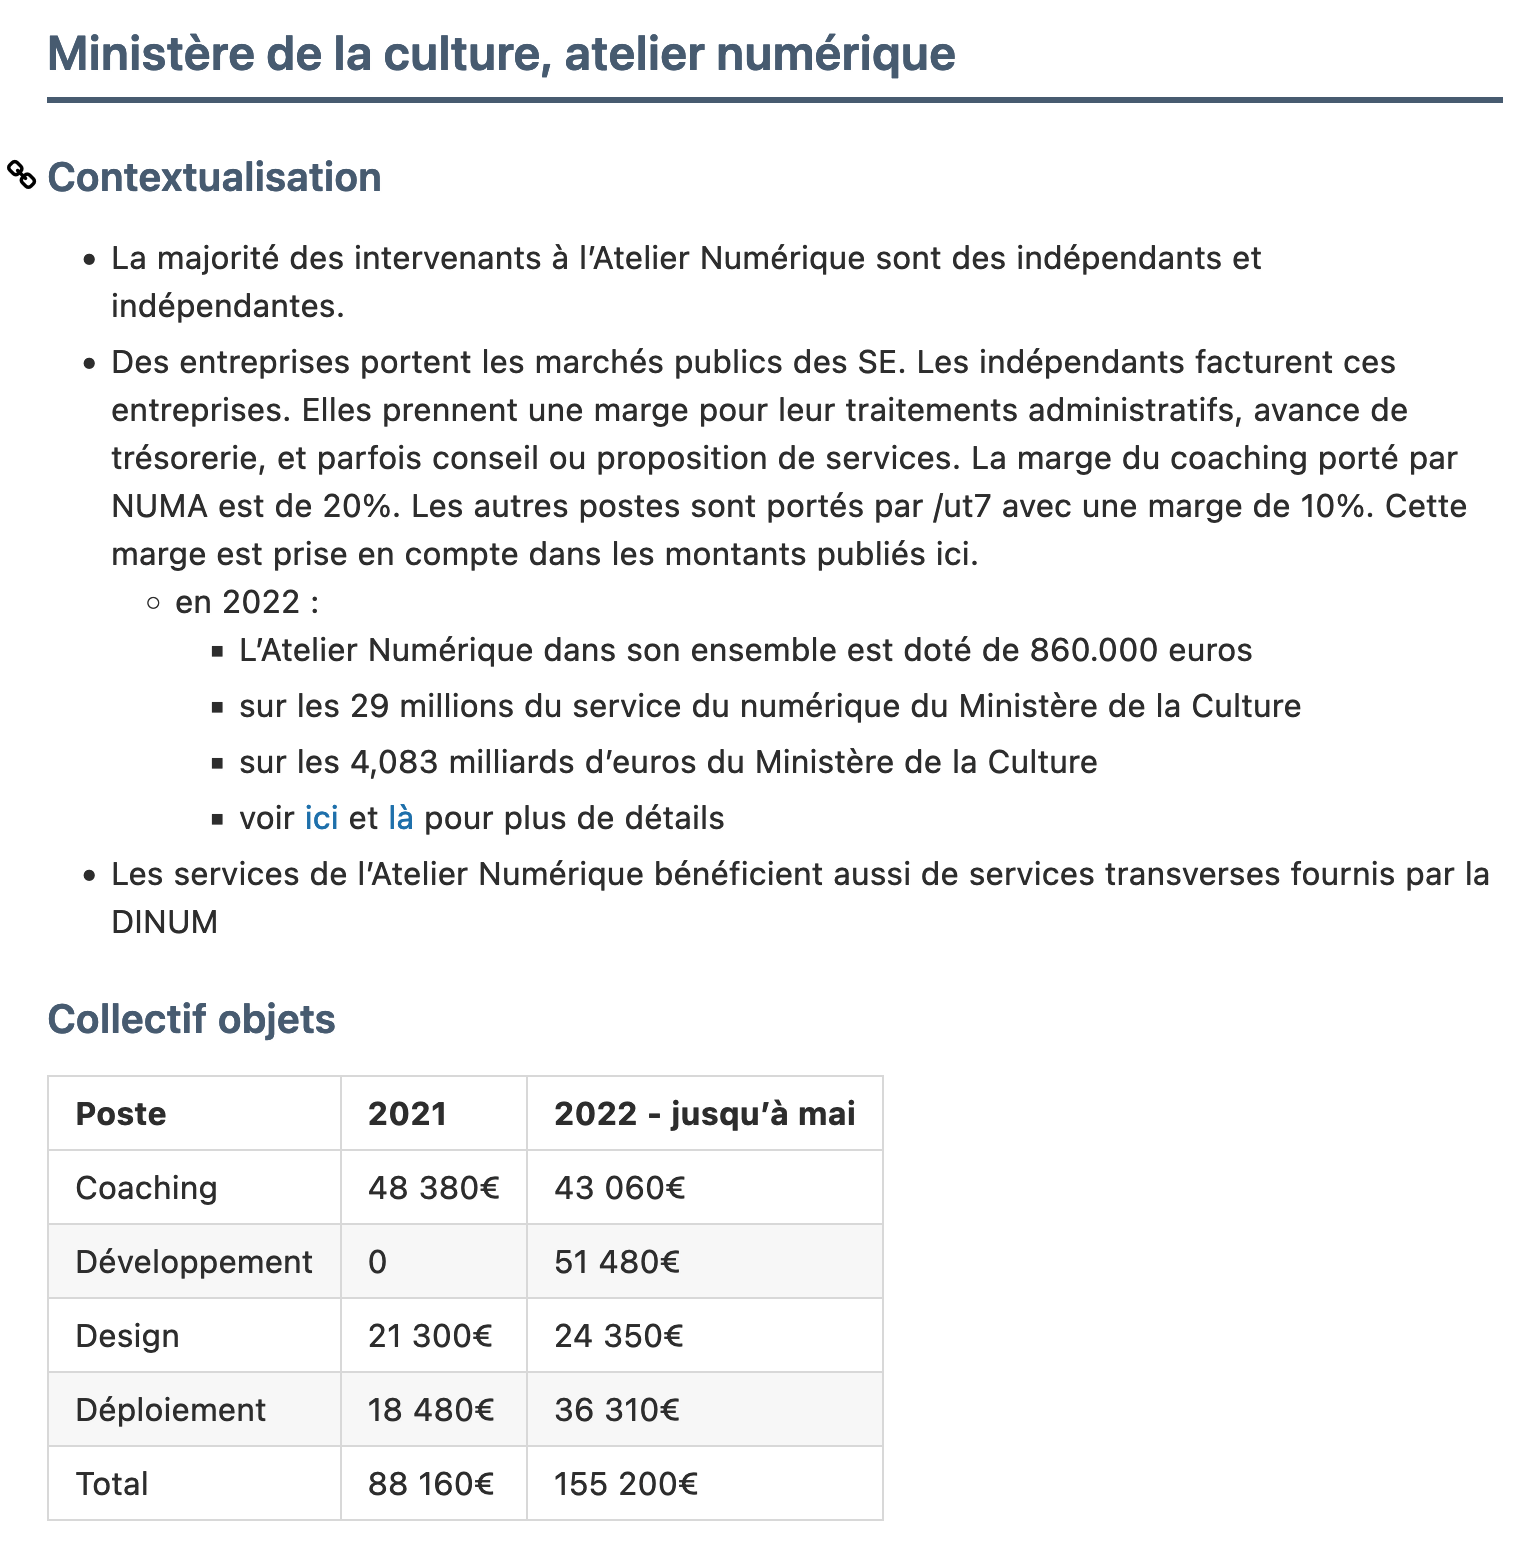 Ministère de la culture, atelier numérique
Contextualisation
• La majorité des intervenants à l’Atelier Numérique sont des indépendants et
indépendantes.
• Des entreprises portent les marchés publics des SE. Les indépendants facturent ces
entreprises. Elles prennent une marge pour leur traitements administratifs, avance de
trésorerie, et parfois conseil ou proposition de services. La marge du coaching porté par
NUMA est de 20%. Les autres postes sont portés par /ut7 avec une marge de 10%. Cette
marge est prise en compte dans les montants publiés ici.
◦ en 2022 :
▪ L’Atelier Numérique dans son ensemble est doté de 860.000 euros
▪ sur les 29 millions du service du numérique du Ministère de la Culture
▪ sur les 4,083 milliards d’euros du Ministère de la Culture
▪ voir ici et là pour plus de détails
• Les services de l’Atelier Numérique bénéficient aussi de services transverses fournis par la
DINUM
Collectif objets
Poste 2021 2022 - jusqu’à mai
Coaching 48 380€ 43 060€
Développement 0 51 480€
Design 21 300€ 24 350€
Déploiement 18 480€ 36 310€
Total 88 160€ 155 200€